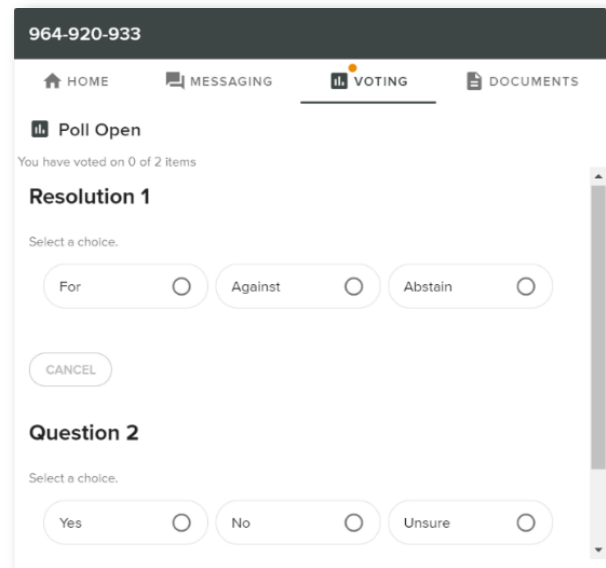 964-920-933
HOME MESSAGING VOTING DOCUMENTS
Poll Open
You have voted on 0 of 2 items
Resolution 1
Select a choice.
For Against Abstain
CANCEL
Question 2
Select a choice.
Yes No Unsure